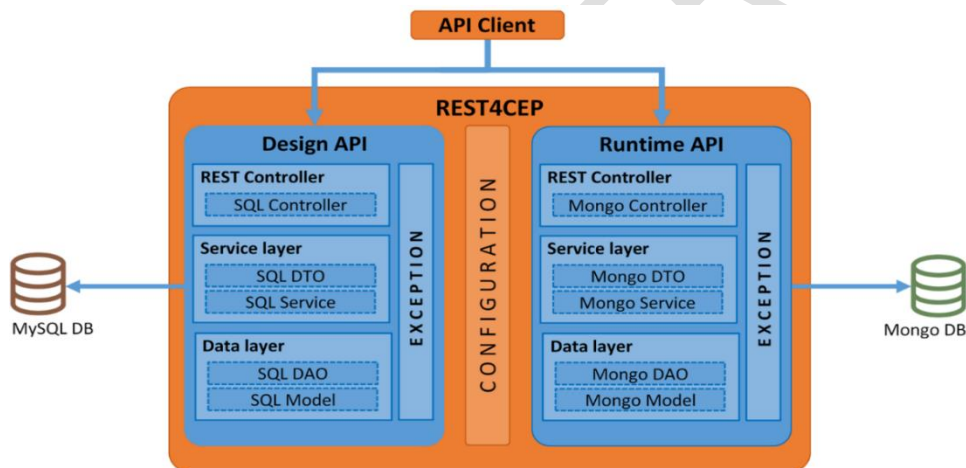 API Client
REST4CEP
Design API
REST Controller
SQL Controller
Service layer
SQL DTO
SQL Service
Data layer
SQL DAO
SQL Model
EXCEPTION
CONFIGURATION
Runtime API
REST Controller
Mongo Controller
Service layer
Mongo DTO
Mongo Service
Data layer
Mongo DAO
Mongo Model
EXCEPTION
MySQL DB
Mongo DB